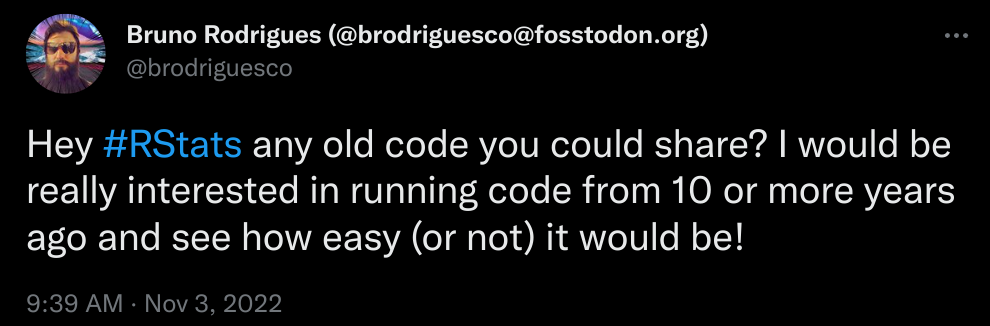 Bruno Rodrigues (@brodriguesco@fosstodon.org)
@brodriguesco
Hey #RStats any old code you could share? I would be
really interested in running code from 10 or more years
ago and see how easy (or not) it would be!
9:39 AM · Nov 3, 2022